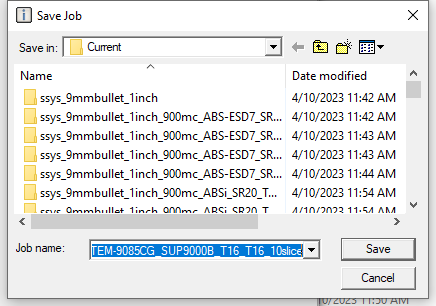 Save Job
Save in: Current
Name Date modified
ssys_9mmbullet_1inch 4/10/2023 11:42 AM
ssys_9mmbullet_1inch_900mc_ABS-ESD7_SR... 4/10/2023 11:42 AM
ssys_9mmbullet_1inch_900mc_ABS-ESD7_SR... 4/10/2023 11:43 AM
ssys_9mmbullet_1inch_900mc_ABS-ESD7_SR... 4/10/2023 11:43 AM
ssys_9mmbullet_1inch_900mc_ABS-ESD7_SR... 4/10/2023 11:44 AM
ssys_9mmbullet_1inch_900mc_ABSi_SR20_T... 4/10/2023 11:54 AM
ssys_9mmbullet_1inch_900mc_ABSi_SR20_T... 4/10/2023 11:54 AM
Job name: TEM-9085CG_SUP9000B_T16_T16_10slice
Save
Cancel
10/2023 11:50 AM